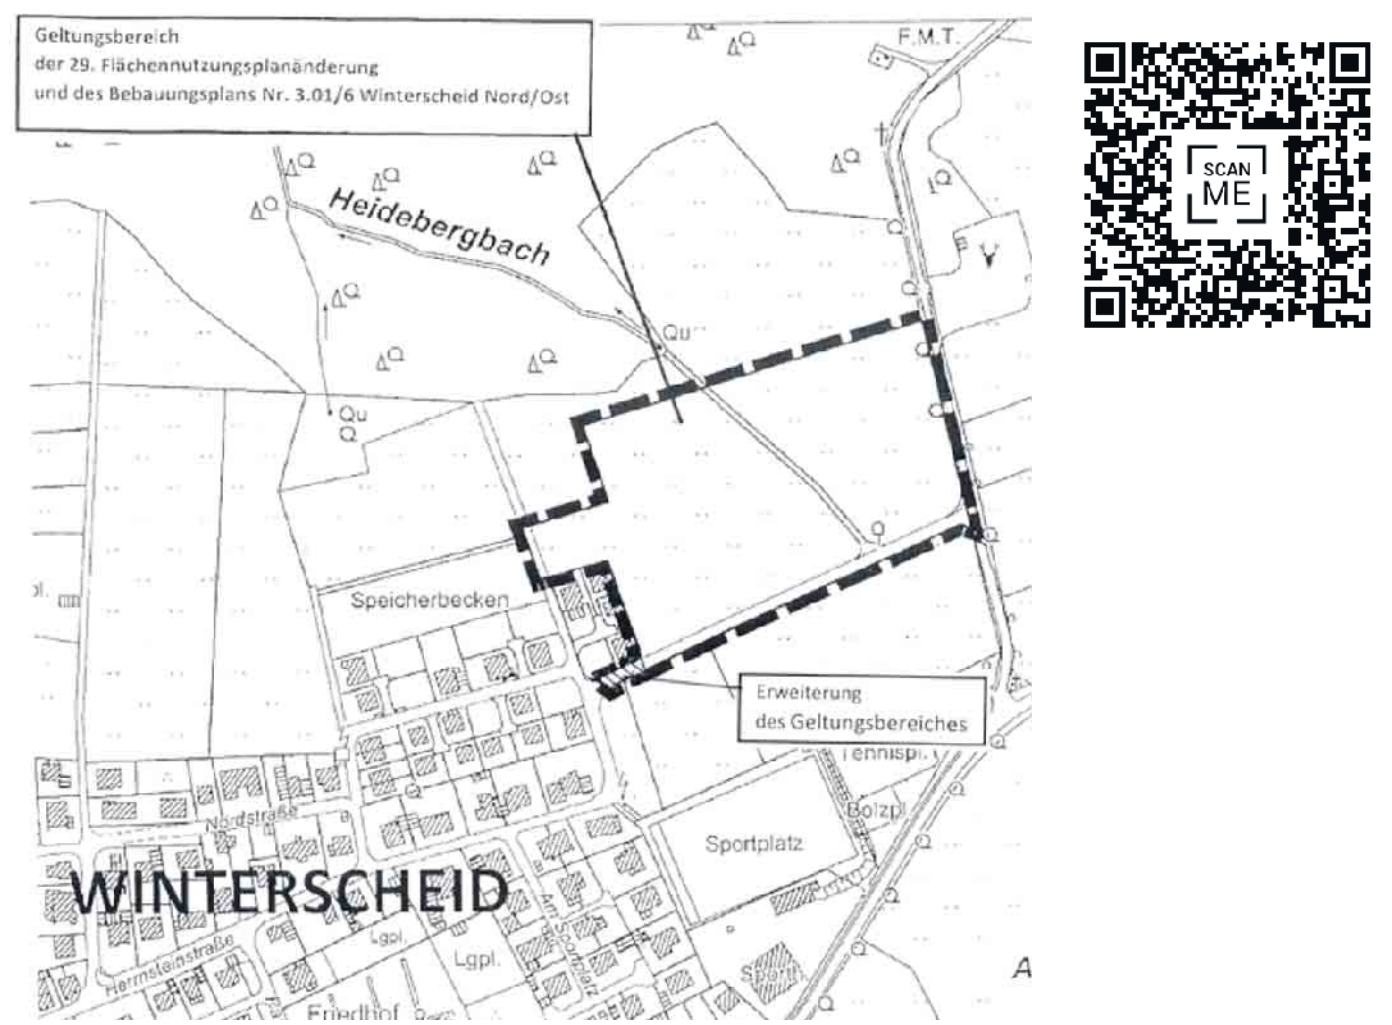 Geltungsbereich
der 29. Flächennutzungsplanänderung
und des Bebauungsplans Nr. 3.01/6 Winterscheid Nord/Ost
F.M.T.
SCAN
ME
Heidebergbach
Qu
Qu
Speicherbecken
Erweiterung
des Geltungsbereiches
Tennispl.
Bolzpl.
Sportplatz
Nordstraße
WINTERSCHEID
Am Sportplatz
Lgpl.
Lgpl.
Herrnsteinstraße
Friedhof
Sporth.
A